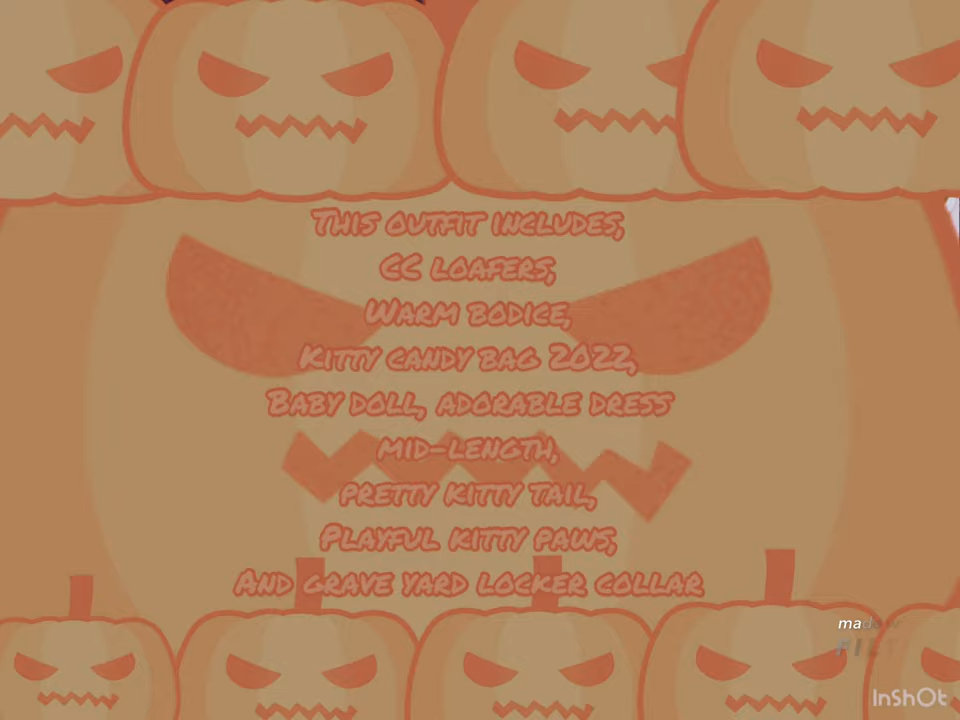 This outfit includes,
CC loafers,
Warm bodice,
Kitty candy bag 2022,
Baby doll, adorable dress
mid-length,
pretty kitty tail,
Playful kitty paws,
And grave yard locker collar
InShOt